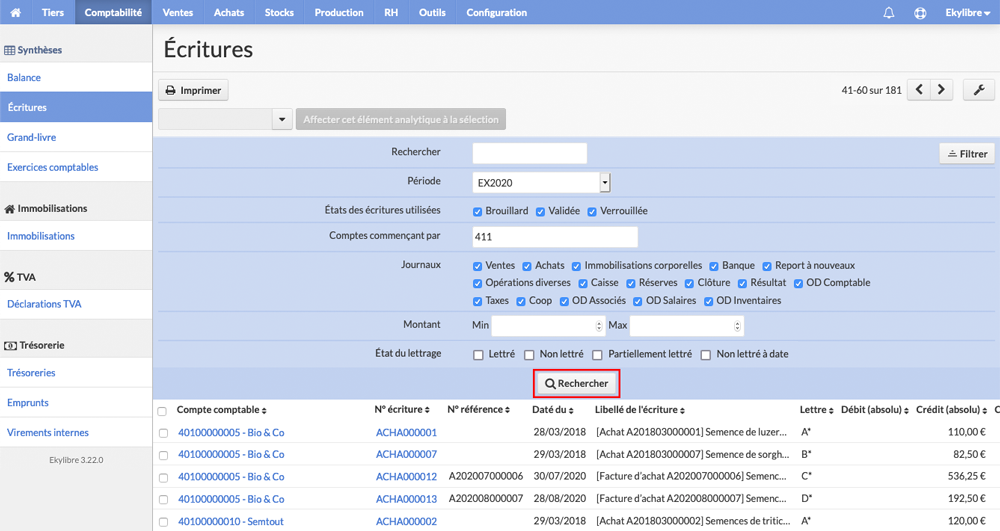 Tiers Comptabilité Ventes Achats Stocks Production RH Outils Configuration Ekylibre
Synthèses
Balance
Écritures
Grand-livre
Exercices comptables
Immobilisations
Immobilisations
TVA
Déclarations TVA
Trésorerie
Trésoreries
Emprunts
Virements internes
Ekylibre 3.22.0
Écritures
Imprimer 41-60 sur 181
Affecter cet élément analytique à la sélection
Rechercher Filtrer
Période EX2020
États des écritures utilisées Brouillard Validée Verrouillée
Comptes commençant par 411
Journaux Ventes Achats Immobilisations corporelles Banque Report à nouveaux
Opérations diverses Caisse Réserves Clôture Résultat OD Comptable
Taxes Coop OD Associés OD Salaires OD Inventaires
Montant Min Max
État du lettrage Lettré Non lettré Partiellement lettré Non lettré à date
Rechercher
Compte comptable N° écriture N° référence Daté du Libellé de l'écriture Lettre Débit (absolu) Crédit (absolu) C
40100000005 - Bio & Co ACHA000001 28/03/2018 [Achat A201803000001] Semence de luzer... A* 110,00 €
40100000005 - Bio & Co ACHA000007 29/03/2018 [Achat A201803000007] Semence de sorgh... B* 82,50 €
40100000005 - Bio & Co ACHA000012 A202007000006 30/07/2020 [Facture d'achat A202007000006] Semenc... C* 536,25 €
40100000005 - Bio & Co ACHA000013 A202008000007 28/08/2020 [Facture d'achat A202008000007] Semenc... D* 192,50 €
40100000010 - Semtout ACHA000002 29/03/2018 [Achat A201803000002] Semences de tritic... A* 120,00 €